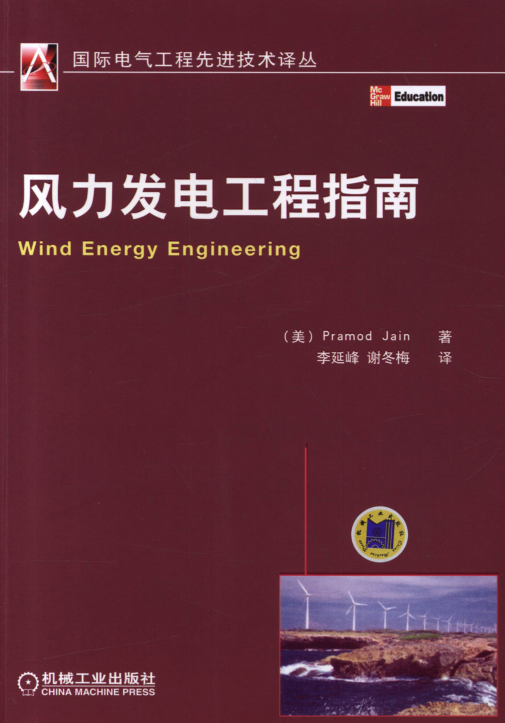 国际电气工程先进技术译丛
Mc
Graw
Hill
Education
风力发电工程指南
Wind Energy Engineering
（美）Pramod Jain 著
李延峰 谢冬梅 译
机械工业出版社
CHINA MACHINE PRESS